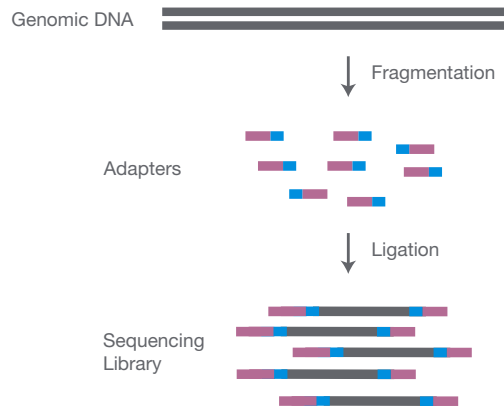 Genomic DNA
Fragmentation
Adapters
Ligation
Sequencing
Library